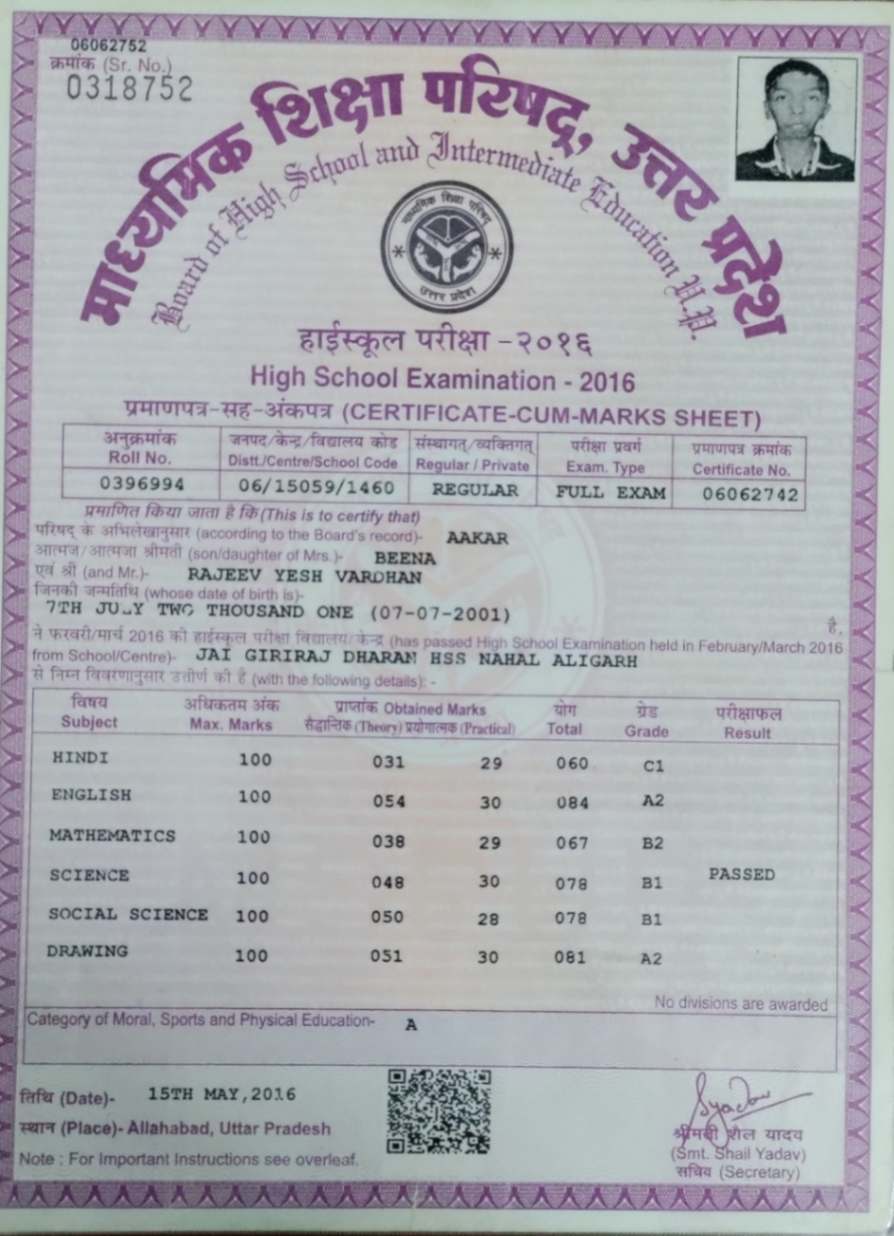 06062752
क्रमांक (Sr. No.)
0318752
माध्यमिक शिक्षा परिषद्, उत्तर प्रदेश
Board of High School and Intermediate Education U.P.
माध्यमिक शिक्षा परिषद्
उत्तर प्रदेश
हाईस्कूल परीक्षा -२०१६
High School Examination - 2016
प्रमाणपत्र-सह-अंकपत्र (CERTIFICATE-CUM-MARKS SHEET)
अनुक्रमांक जनपद/केन्द्र/विद्यालय कोड संस्थागत्/व्यक्तिगत् परीक्षा प्रवर्ग प्रमाणपत्र क्रमांक
Roll No. Distt./Centre/School Code Regular / Private Exam. Type Certificate No.
0396994 06/15059/1460 REGULAR FULL EXAM 06062742
प्रमाणित किया जाता है कि (This is to certify that)
परिषद् के अभिलेखानुसार (according to the Board's record)- AAKAR
आत्मज/आत्मजा श्रीमती (son/daughter of Mrs.)- BEENA
एवं श्री (and Mr.)- RAJEEV YESH VARDHAN
जिनकी जन्मतिथि (whose date of birth is)-
7TH JULY TWO THOUSAND ONE (07-07-2001) है,
ने फरवरी/मार्च 2016 की हाईस्कूल परीक्षा विद्यालय/केन्द्र (has passed High School Examination held in February/March 2016
from School/Centre)- JAI GIRIRAJ DHARAN HSS NAHAL ALIGARH
से निम्न विवरणानुसार उत्तीर्ण की है (with the following details): -
विषय अधिकतम अंक प्राप्तांक Obtained Marks योग ग्रेड परीक्षाफल
Subject Max. Marks सैद्धान्तिक (Theory) प्रयोगात्मक (Practical) Total Grade Result
HINDI 100 031 29 060 C1
ENGLISH 100 054 30 084 A2
MATHEMATICS 100 038 29 067 B2
SCIENCE 100 048 30 078 B1 PASSED
SOCIAL SCIENCE 100 050 28 078 B1
DRAWING 100 051 30 081 A2
No divisions are awarded
Category of Moral, Sports and Physical Education- A
तिथि (Date)- 15TH MAY,2016
स्थान (Place)- Allahabad, Uttar Pradesh
Note : For Important Instructions see overleaf.
Syadav
श्रीमती शैल यादव
(Smt. Shail Yadav)
सचिव (Secretary)